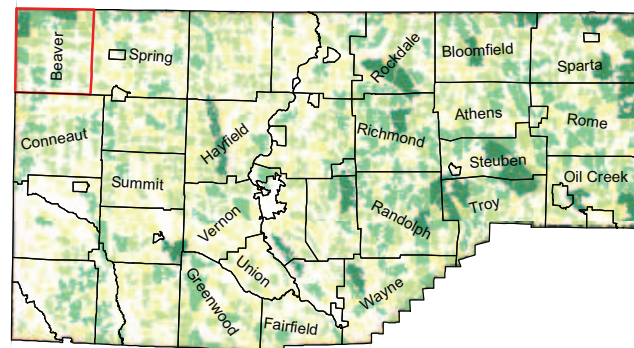 Beaver
Spring
Rockdale
Bloomfield
Sparta
Conneaut
Hayfield
Richmond
Athens
Rome
Summit
Steuben
Oil Creek
Vernon
Randolph
Troy
Union
Greenwood
Wayne
Fairfield